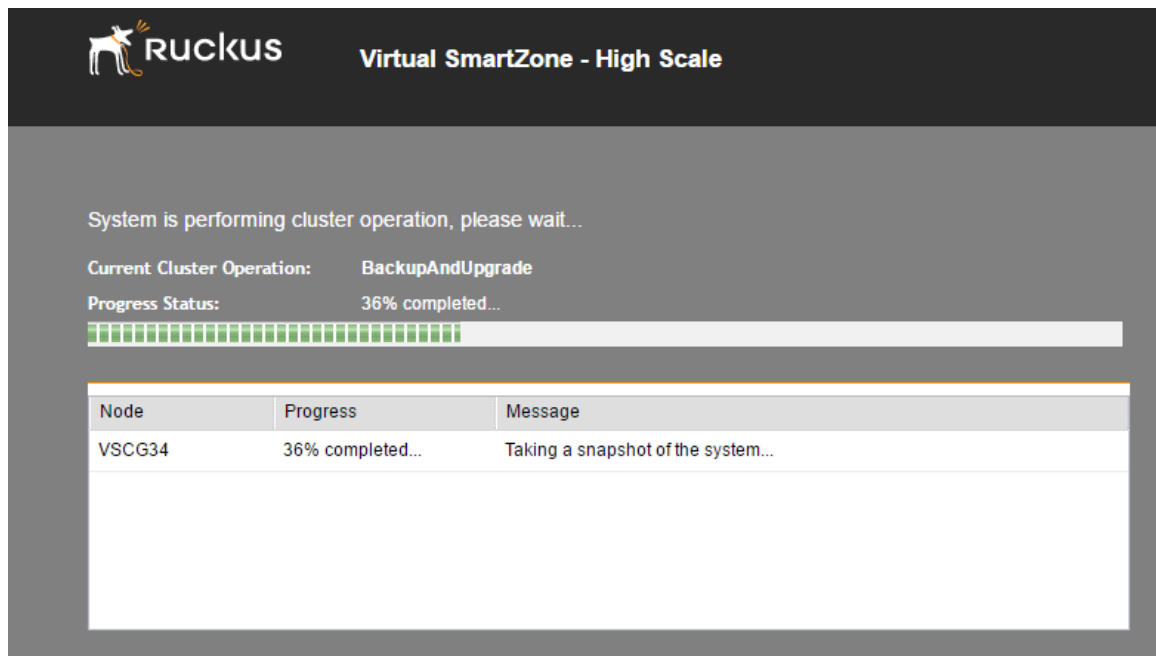 RUCKUS
Virtual SmartZone - High Scale
System is performing cluster operation, please wait...
Current Cluster Operation: BackupAndUpgrade
Progress Status: 36% completed...
Node Progress Message
VSCG34 36% completed... Taking a snapshot of the system...